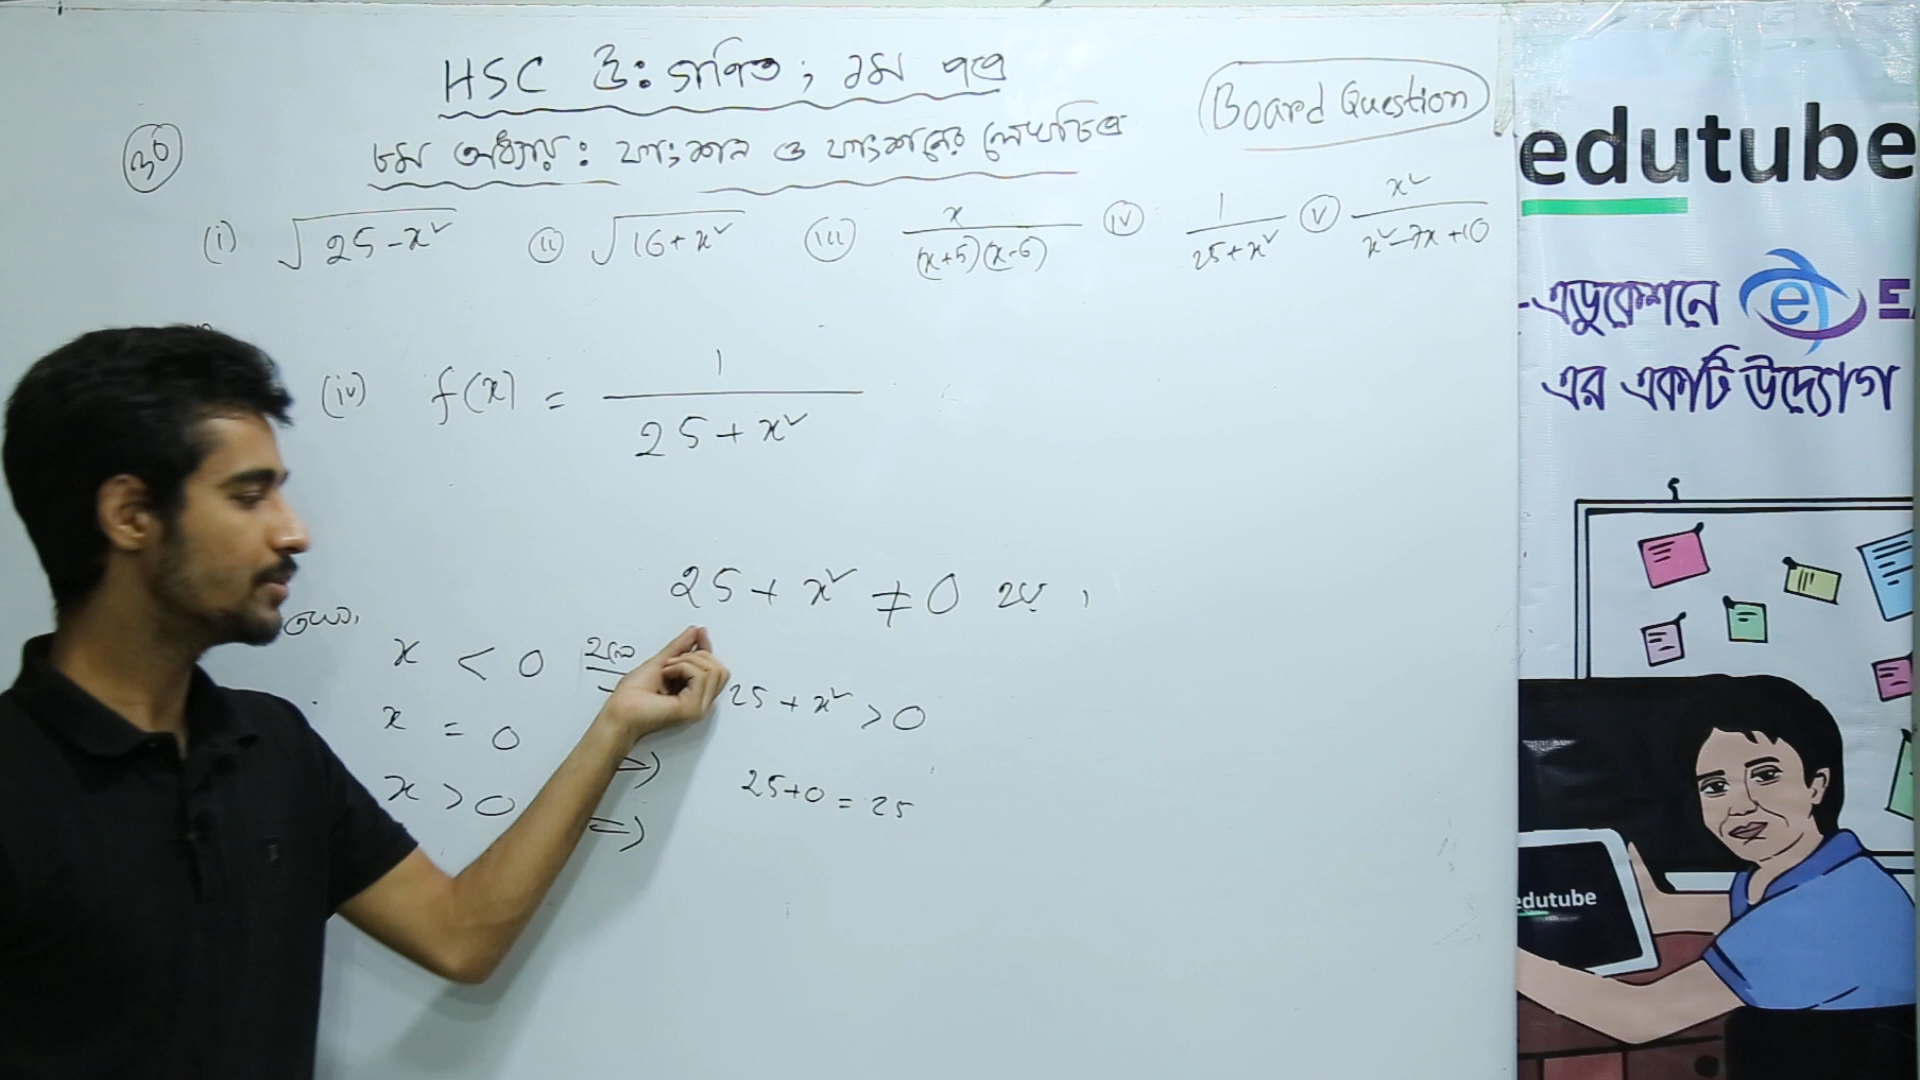 HSC উ: গণিত ; ১ম পত্র
Board Question
৩০
৮ম অধ্যায় : ফাংশন ও ফাংশনের লেখচিত্র
(i) √(25-x²) (ii) √(16+x²) (iii) x/((x+5)(x-6)) (iv) 1/(25+x²) (v) x²/(x²-7x+10)
(iv) f(x) = 1/(25+x²)
25+x² ≠ 0 হয়,
x < 0 হলে 25+x² > 0
x = 0 ⇒ 25+0 = 25
x > 0 ⇒
edutube
-এডুকেশনে e E
এর একটি উদ্যোগ
edutube